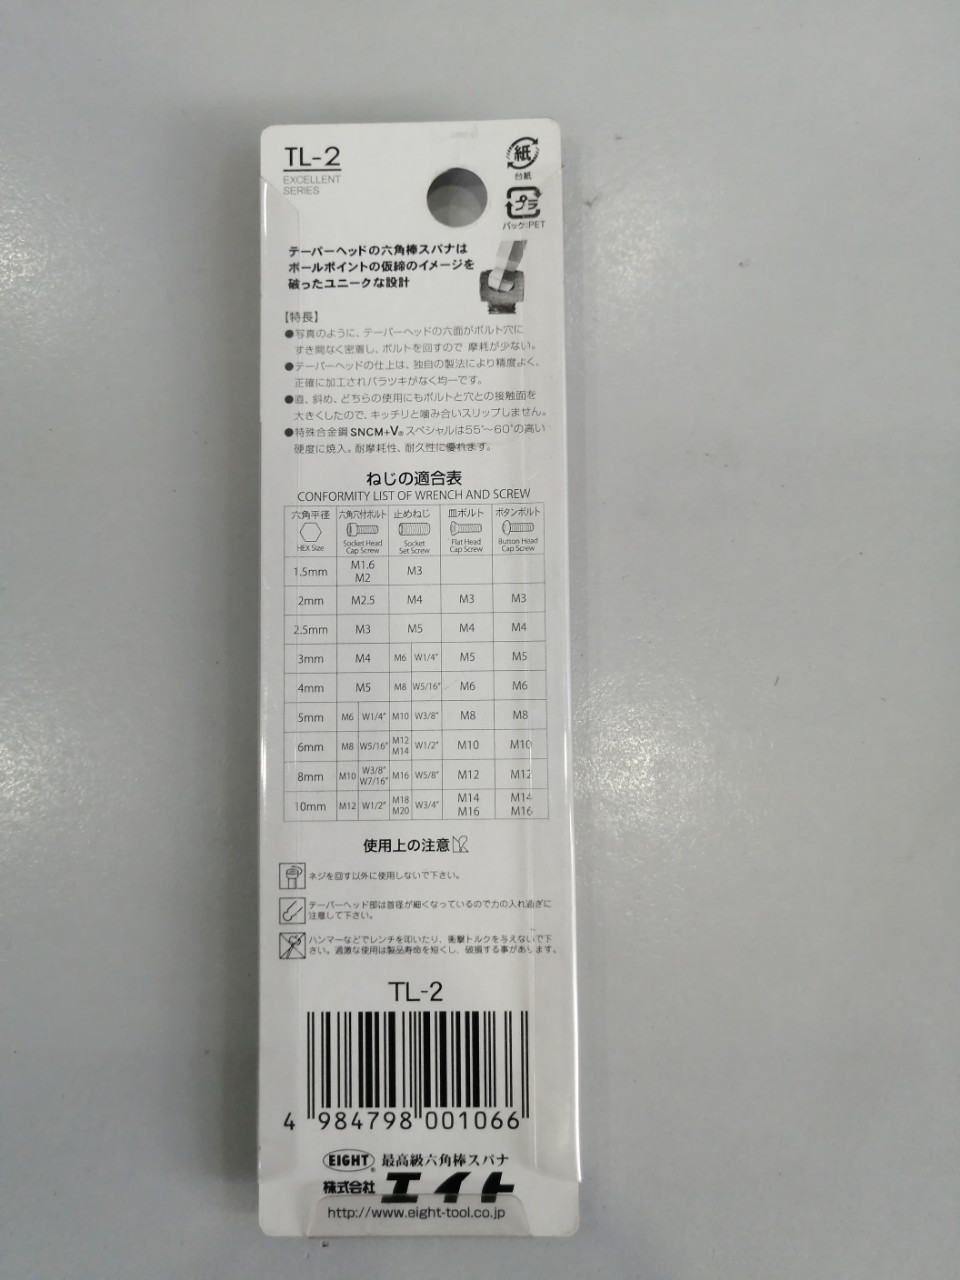 TL-2
EXCELLENT
SERIES
紙
台紙
プラ
パック:PET
テーパーヘッドの六角棒スパナは
ボールポイントの仮締のイメージを
破ったユニークな設計
【特長】
●写真のように、テーパーヘッドの六面がボルト穴に
すき間なく密着し、ボルトを回すので 摩耗が少ない。
●テーパーヘッドの仕上は、独自の製法により精度よく、
正確に加工されバラツキがなく均一です。
●直、斜め、どちらの使用にもボルトと穴との接触面を
大きくしたので、キッチリと噛み合いスリップしません。
●特殊合金鋼SNCM+V®スペシャルは55°~60°の高い
硬度に焼入。耐摩耗性、耐久性に優れます。
ねじの適合表
CONFORMITY LIST OF WRENCH AND SCREW
六角平径 六角穴付ボルト 止めねじ 皿ボルト ボタンボルト
HEX Size Socket Head Cap Screw Socket Set Screw Flat Head Cap Screw Button Head Cap Screw
1.5mm M1.6 M2 M3
2mm M2.5 M4 M3 M3
2.5mm M3 M5 M4 M4
3mm M4 M6 W1/4" M5 M5
4mm M5 M8 W5/16" M6 M6
5mm M6 W1/4" M10 W3/8" M8 M8
6mm M8 W5/16" M12 M14 W1/2" M10 M10
8mm M10 W3/8" W7/16" M16 W5/8" M12 M12
10mm M12 W1/2" M18 M20 W3/4" M14 M16 M14 M16
使用上の注意
ネジを回す以外に使用しないで下さい。
テーパーヘッド部は首径が細くなっているので力の入れ過ぎに
注意して下さい。
ハンマーなどでレンチを叩いたり、衝撃トルクを与えないで下
さい。過激な使用は製品寿命を短くし、破損する事があります。
TL-2
4 984798 001066
EIGHT® 最高級六角棒スパナ
株式会社 エイト
http://www.eight-tool.co.jp